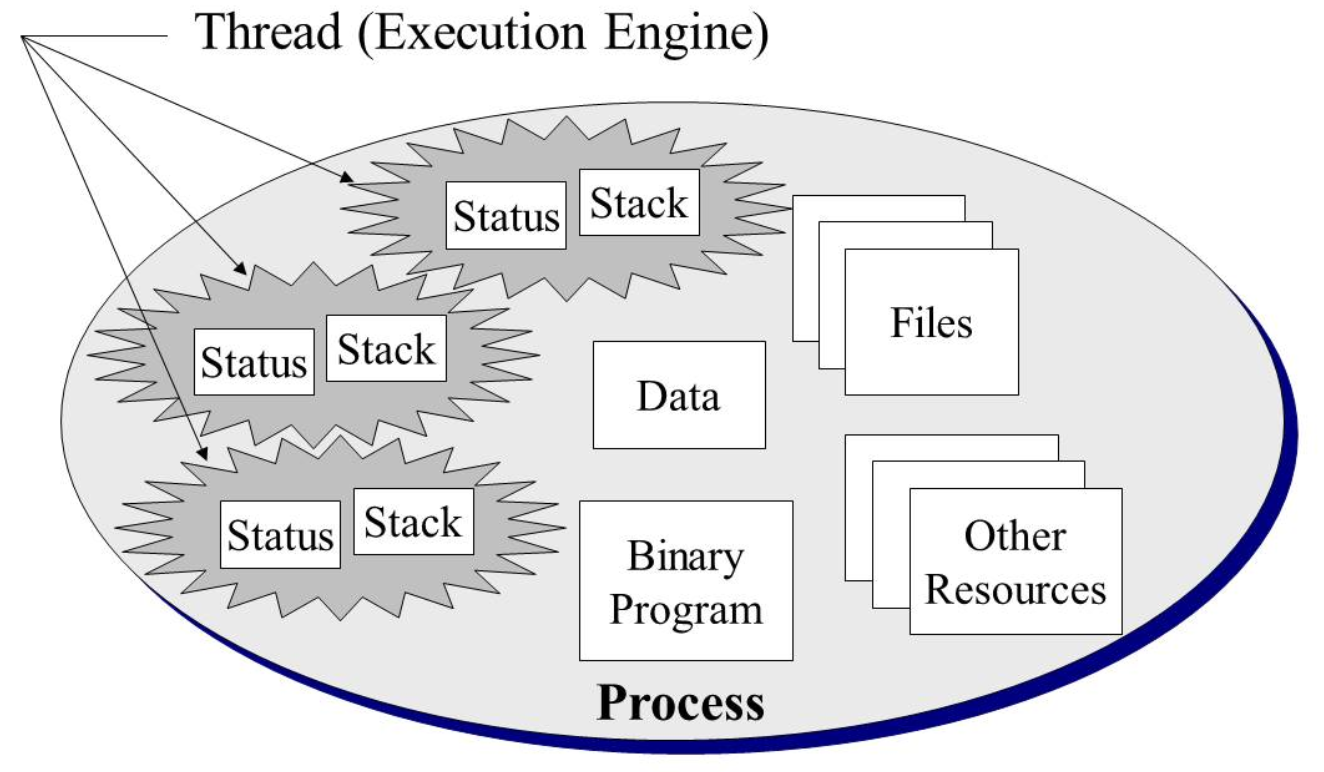 Thread (Execution Engine)
Status
Stack
Files
Status
Stack
Data
Status
Stack
Binary
Program
Other
Resources
Process